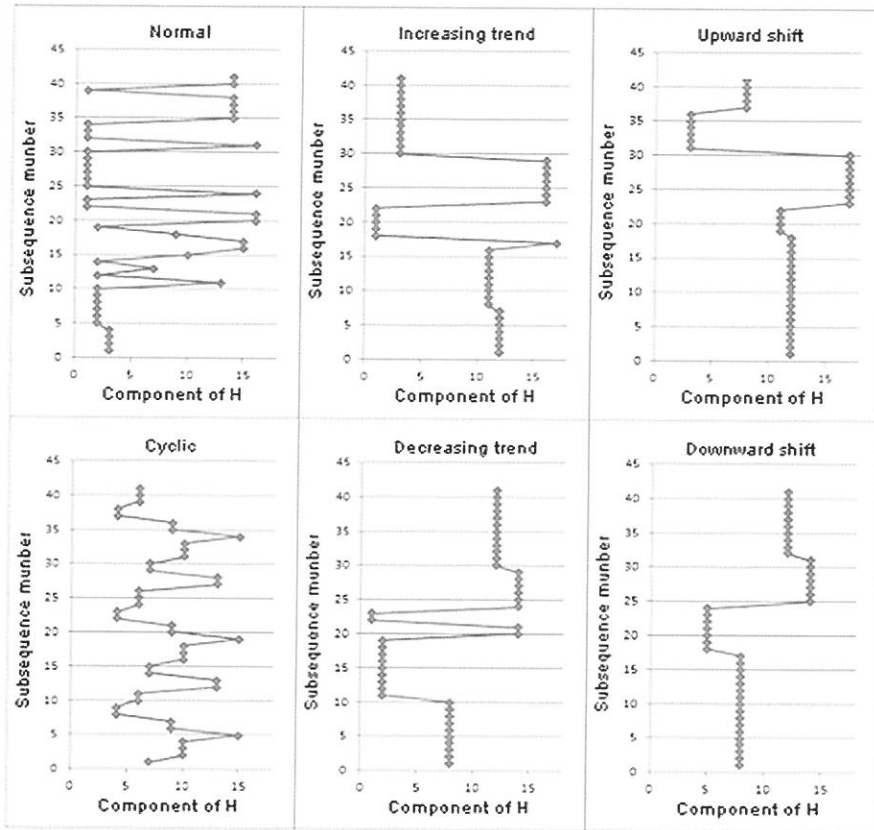 Normal
Subsequence munber
45
40
35
30
25
20
15
10
5
0
0 5 10 15
Component of H
Increasing trend
Subsequence munber
45
40
35
30
25
20
15
10
5
0
0 5 10 15
Component of H
Upward shift
Subsequence munber
45
40
35
30
25
20
15
10
5
0
0 5 10 15
Component of H
Cyclic
Subsequence munber
45
40
35
30
25
20
15
10
5
0
0 5 10 15
Component of H
Decreasing trend
Subsequence munber
45
40
35
30
25
20
15
10
5
0
0 5 10 15
Component of H
Downward shift
Subsequence munber
45
40
35
30
25
20
15
10
5
0
0 5 10 15
Component of H